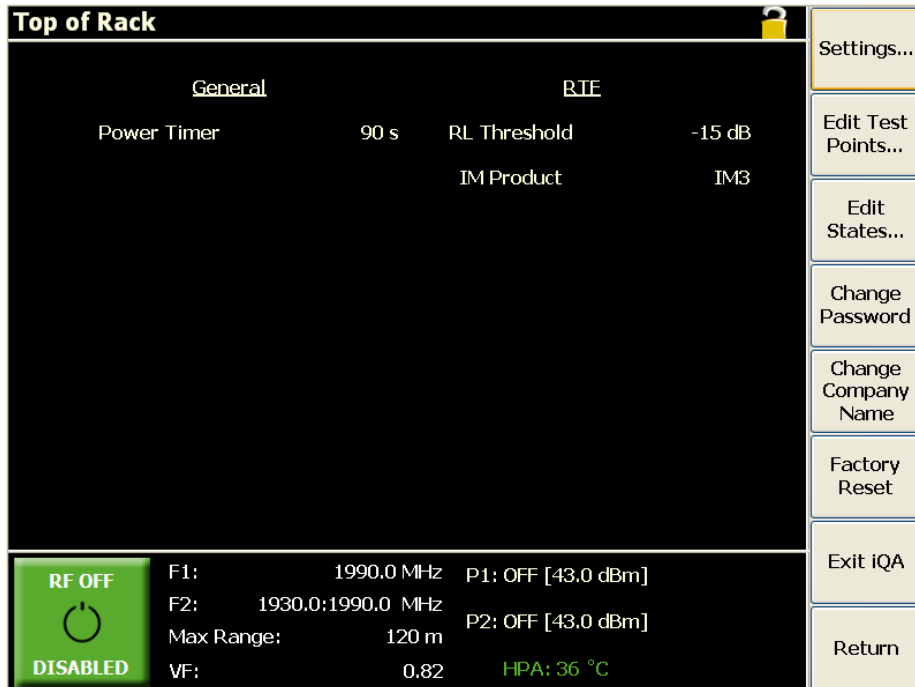 Top of Rack
General
Power Timer 90 s
RTF
RL Threshold -15 dB
IM Product IM3
Settings...
Edit Test
Points...
Edit
States...
Change
Password
Change
Company
Name
Factory
Reset
Exit iQA
Return
RF OFF
DISABLED
F1: 1990.0 MHz
F2: 1930.0:1990.0 MHz
Max Range: 120 m
VF: 0.82
P1: OFF [43.0 dBm]
P2: OFF [43.0 dBm]
HPA: 36 °C